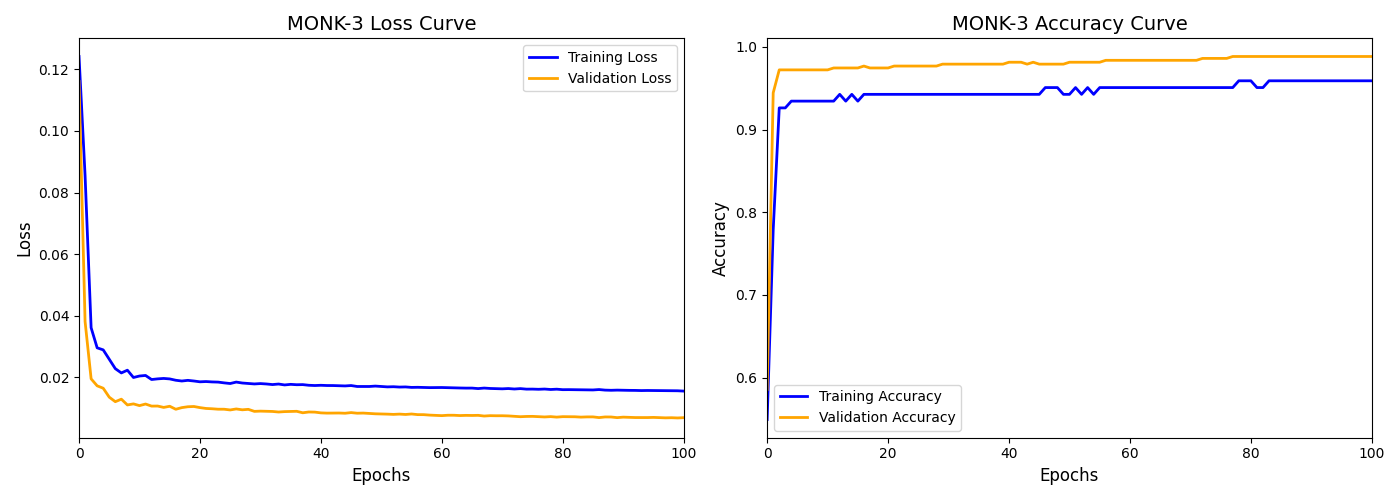 MONK-3 Loss Curve
0.12
0.10
0.08
0.06
0.04
0.02
Loss
0
20
40
60
80
100
Epochs
Training Loss
Validation Loss
MONK-3 Accuracy Curve
1.0
0.9
0.8
0.7
0.6
Accuracy
0
20
40
60
80
100
Epochs
Training Accuracy
Validation Accuracy